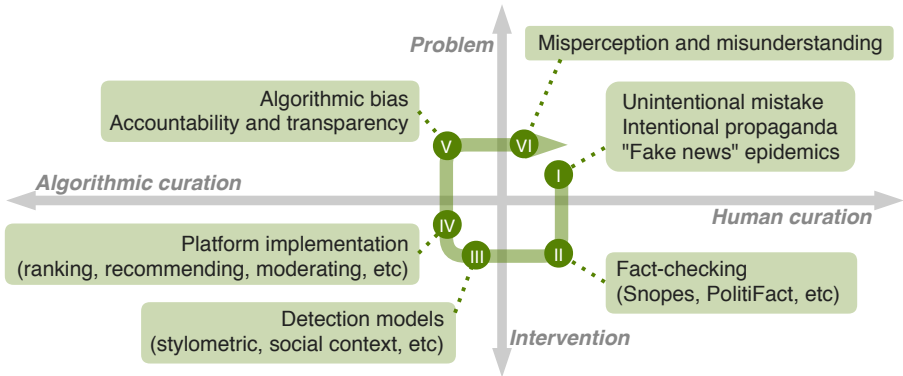 Problem
Misperception and misunderstanding
Algorithmic bias
Accountability and transparency
Unintentional mistake
Intentional propaganda
"Fake news" epidemics
V
VI
I
Algorithmic curation
Human curation
IV
III
II
Platform implementation
(ranking, recommending, moderating, etc)
Fact-checking
(Snopes, PolitiFact, etc)
Detection models
(stylometric, social context, etc)
Intervention